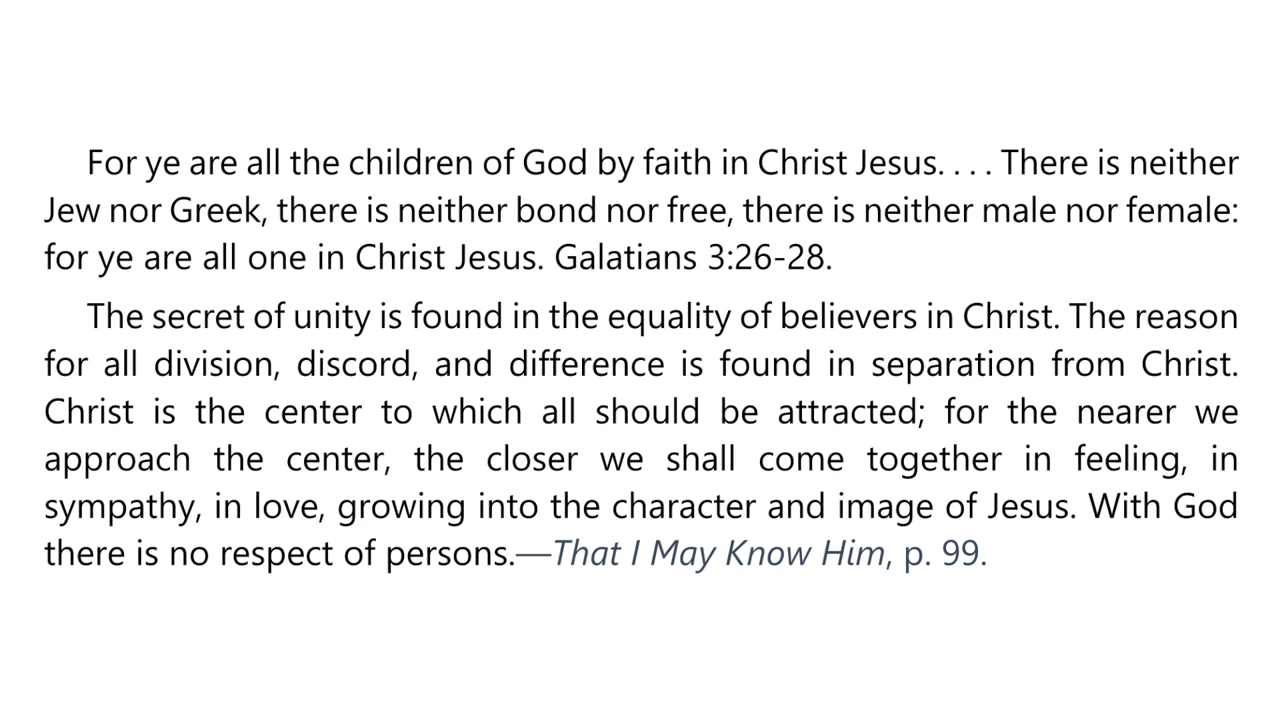 For ye are all the children of God by faith in Christ Jesus. . . . There is neither
Jew nor Greek, there is neither bond nor free, there is neither male nor female:
for ye are all one in Christ Jesus. Galatians 3:26-28.
The secret of unity is found in the equality of believers in Christ. The reason
for all division, discord, and difference is found in separation from Christ.
Christ is the center to which all should be attracted; for the nearer we
approach the center, the closer we shall come together in feeling, in
sympathy, in love, growing into the character and image of Jesus. With God
there is no respect of persons.—That I May Know Him, p. 99.